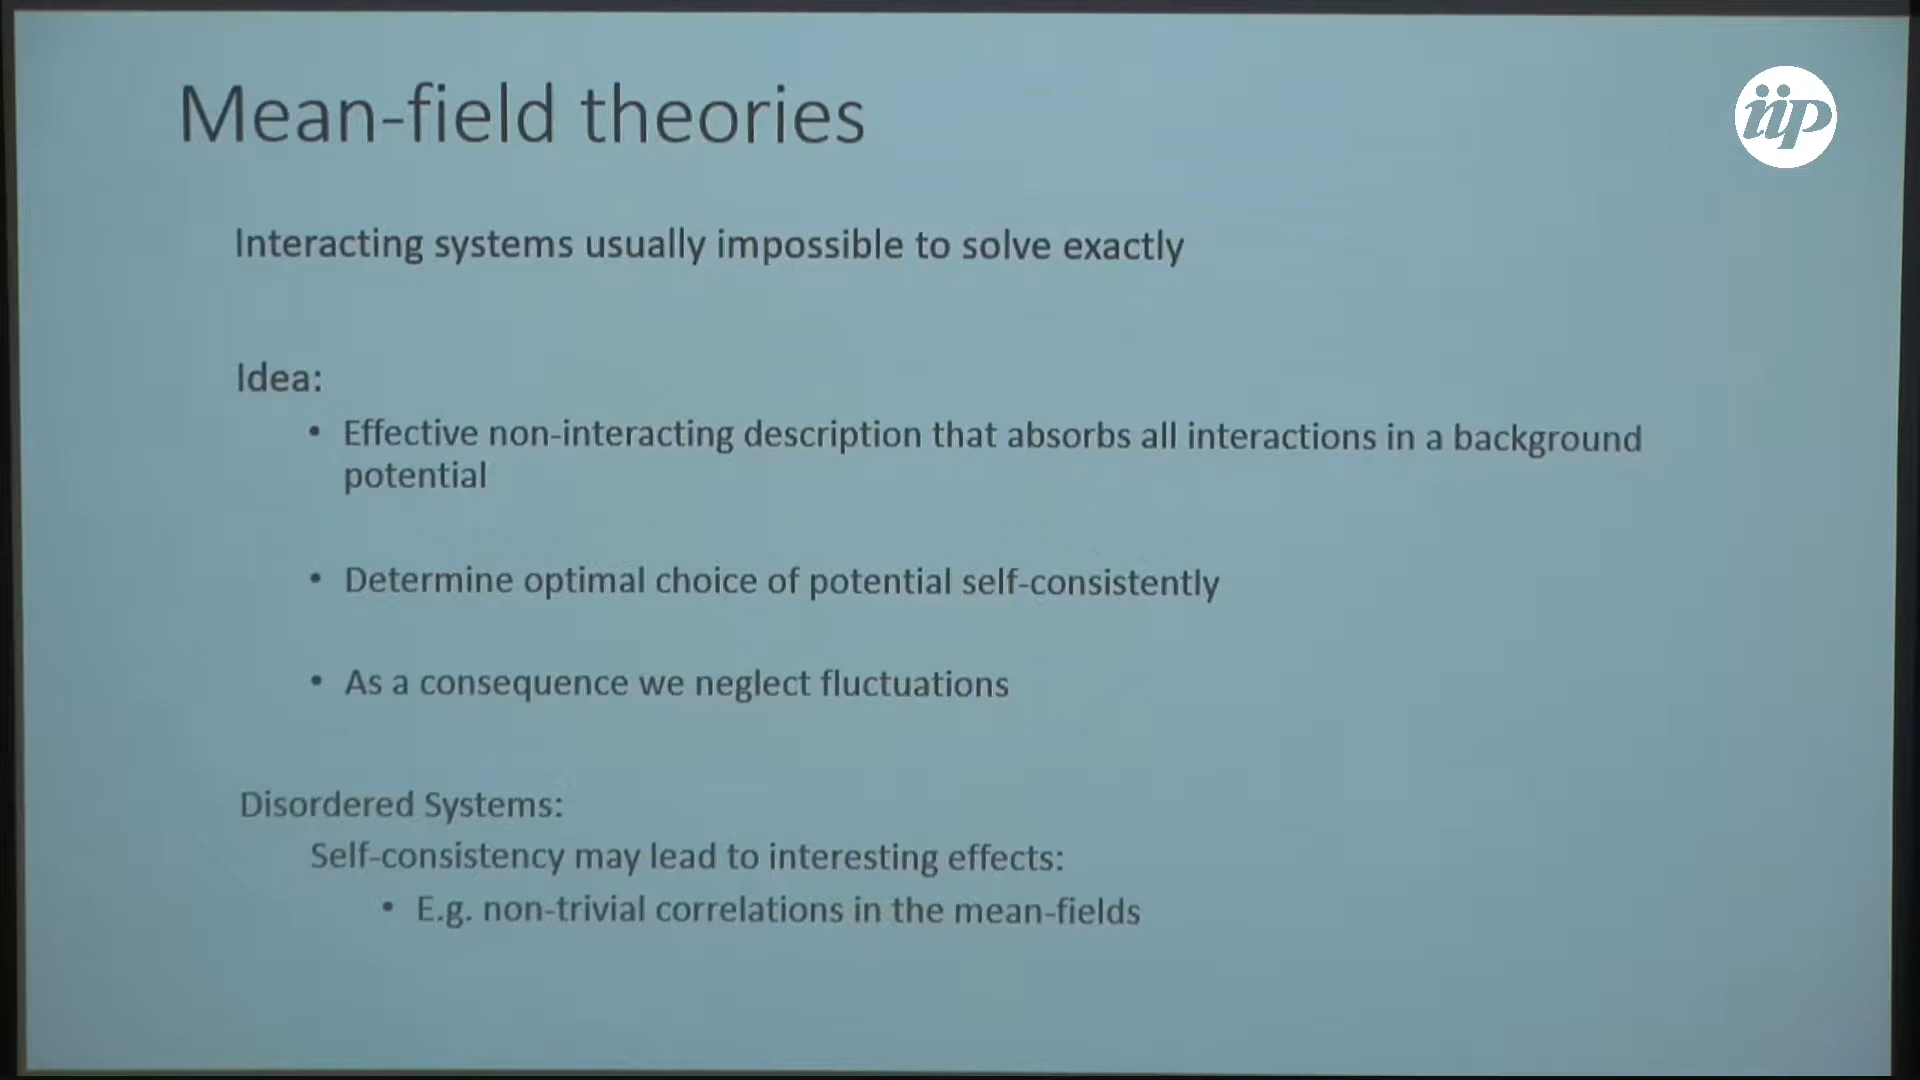 Mean-field theories
iip
Interacting systems usually impossible to solve exactly
Idea:
• Effective non-interacting description that absorbs all interactions in a background
potential
• Determine optimal choice of potential self-consistently
• As a consequence we neglect fluctuations
Disordered Systems:
Self-consistency may lead to interesting effects:
• E.g. non-trivial correlations in the mean-fields